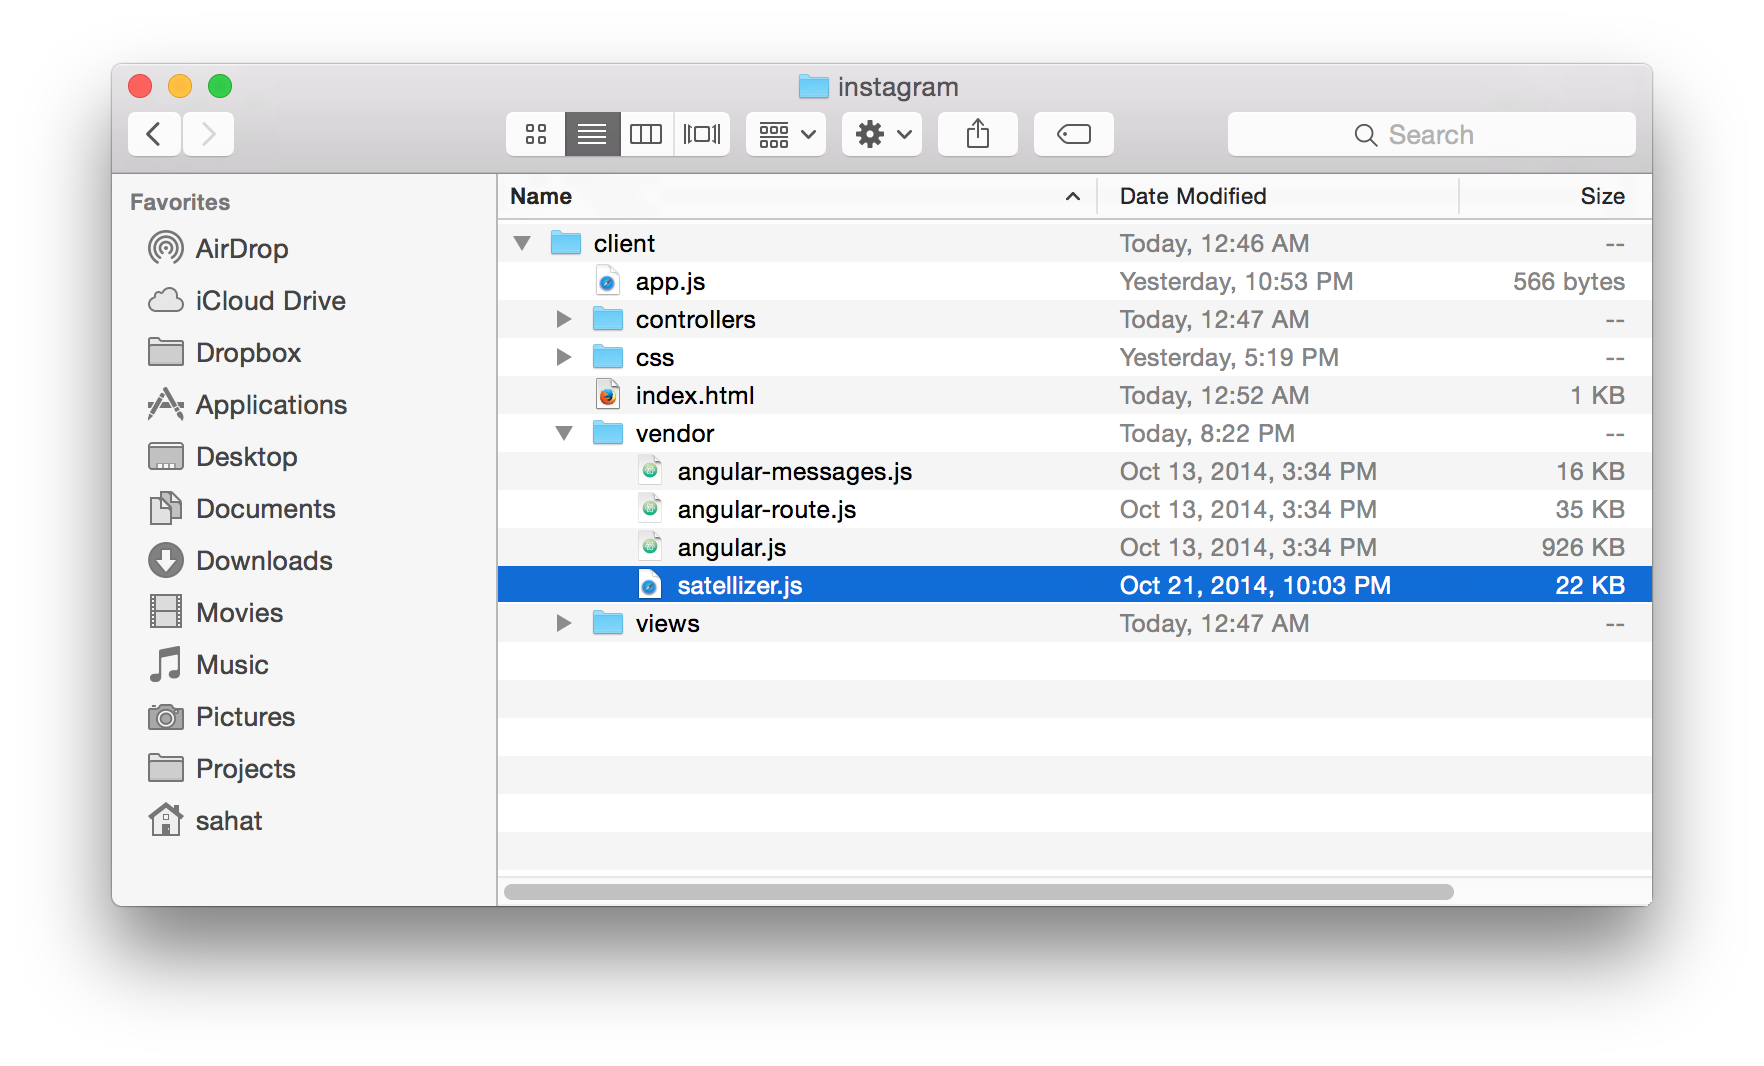 instagram
Search
Favorites
AirDrop
iCloud Drive
Dropbox
Applications
Desktop
Documents
Downloads
Movies
Music
Pictures
Projects
sahat
Name Date Modified Size
client Today, 12:46 AM --
app.js Yesterday, 10:53 PM 566 bytes
controllers Today, 12:47 AM --
css Yesterday, 5:19 PM --
index.html Today, 12:52 AM 1 KB
vendor Today, 8:22 PM --
angular-messages.js Oct 13, 2014, 3:34 PM 16 KB
angular-route.js Oct 13, 2014, 3:34 PM 35 KB
angular.js Oct 13, 2014, 3:34 PM 926 KB
satellizer.js Oct 21, 2014, 10:03 PM 22 KB
views Today, 12:47 AM --